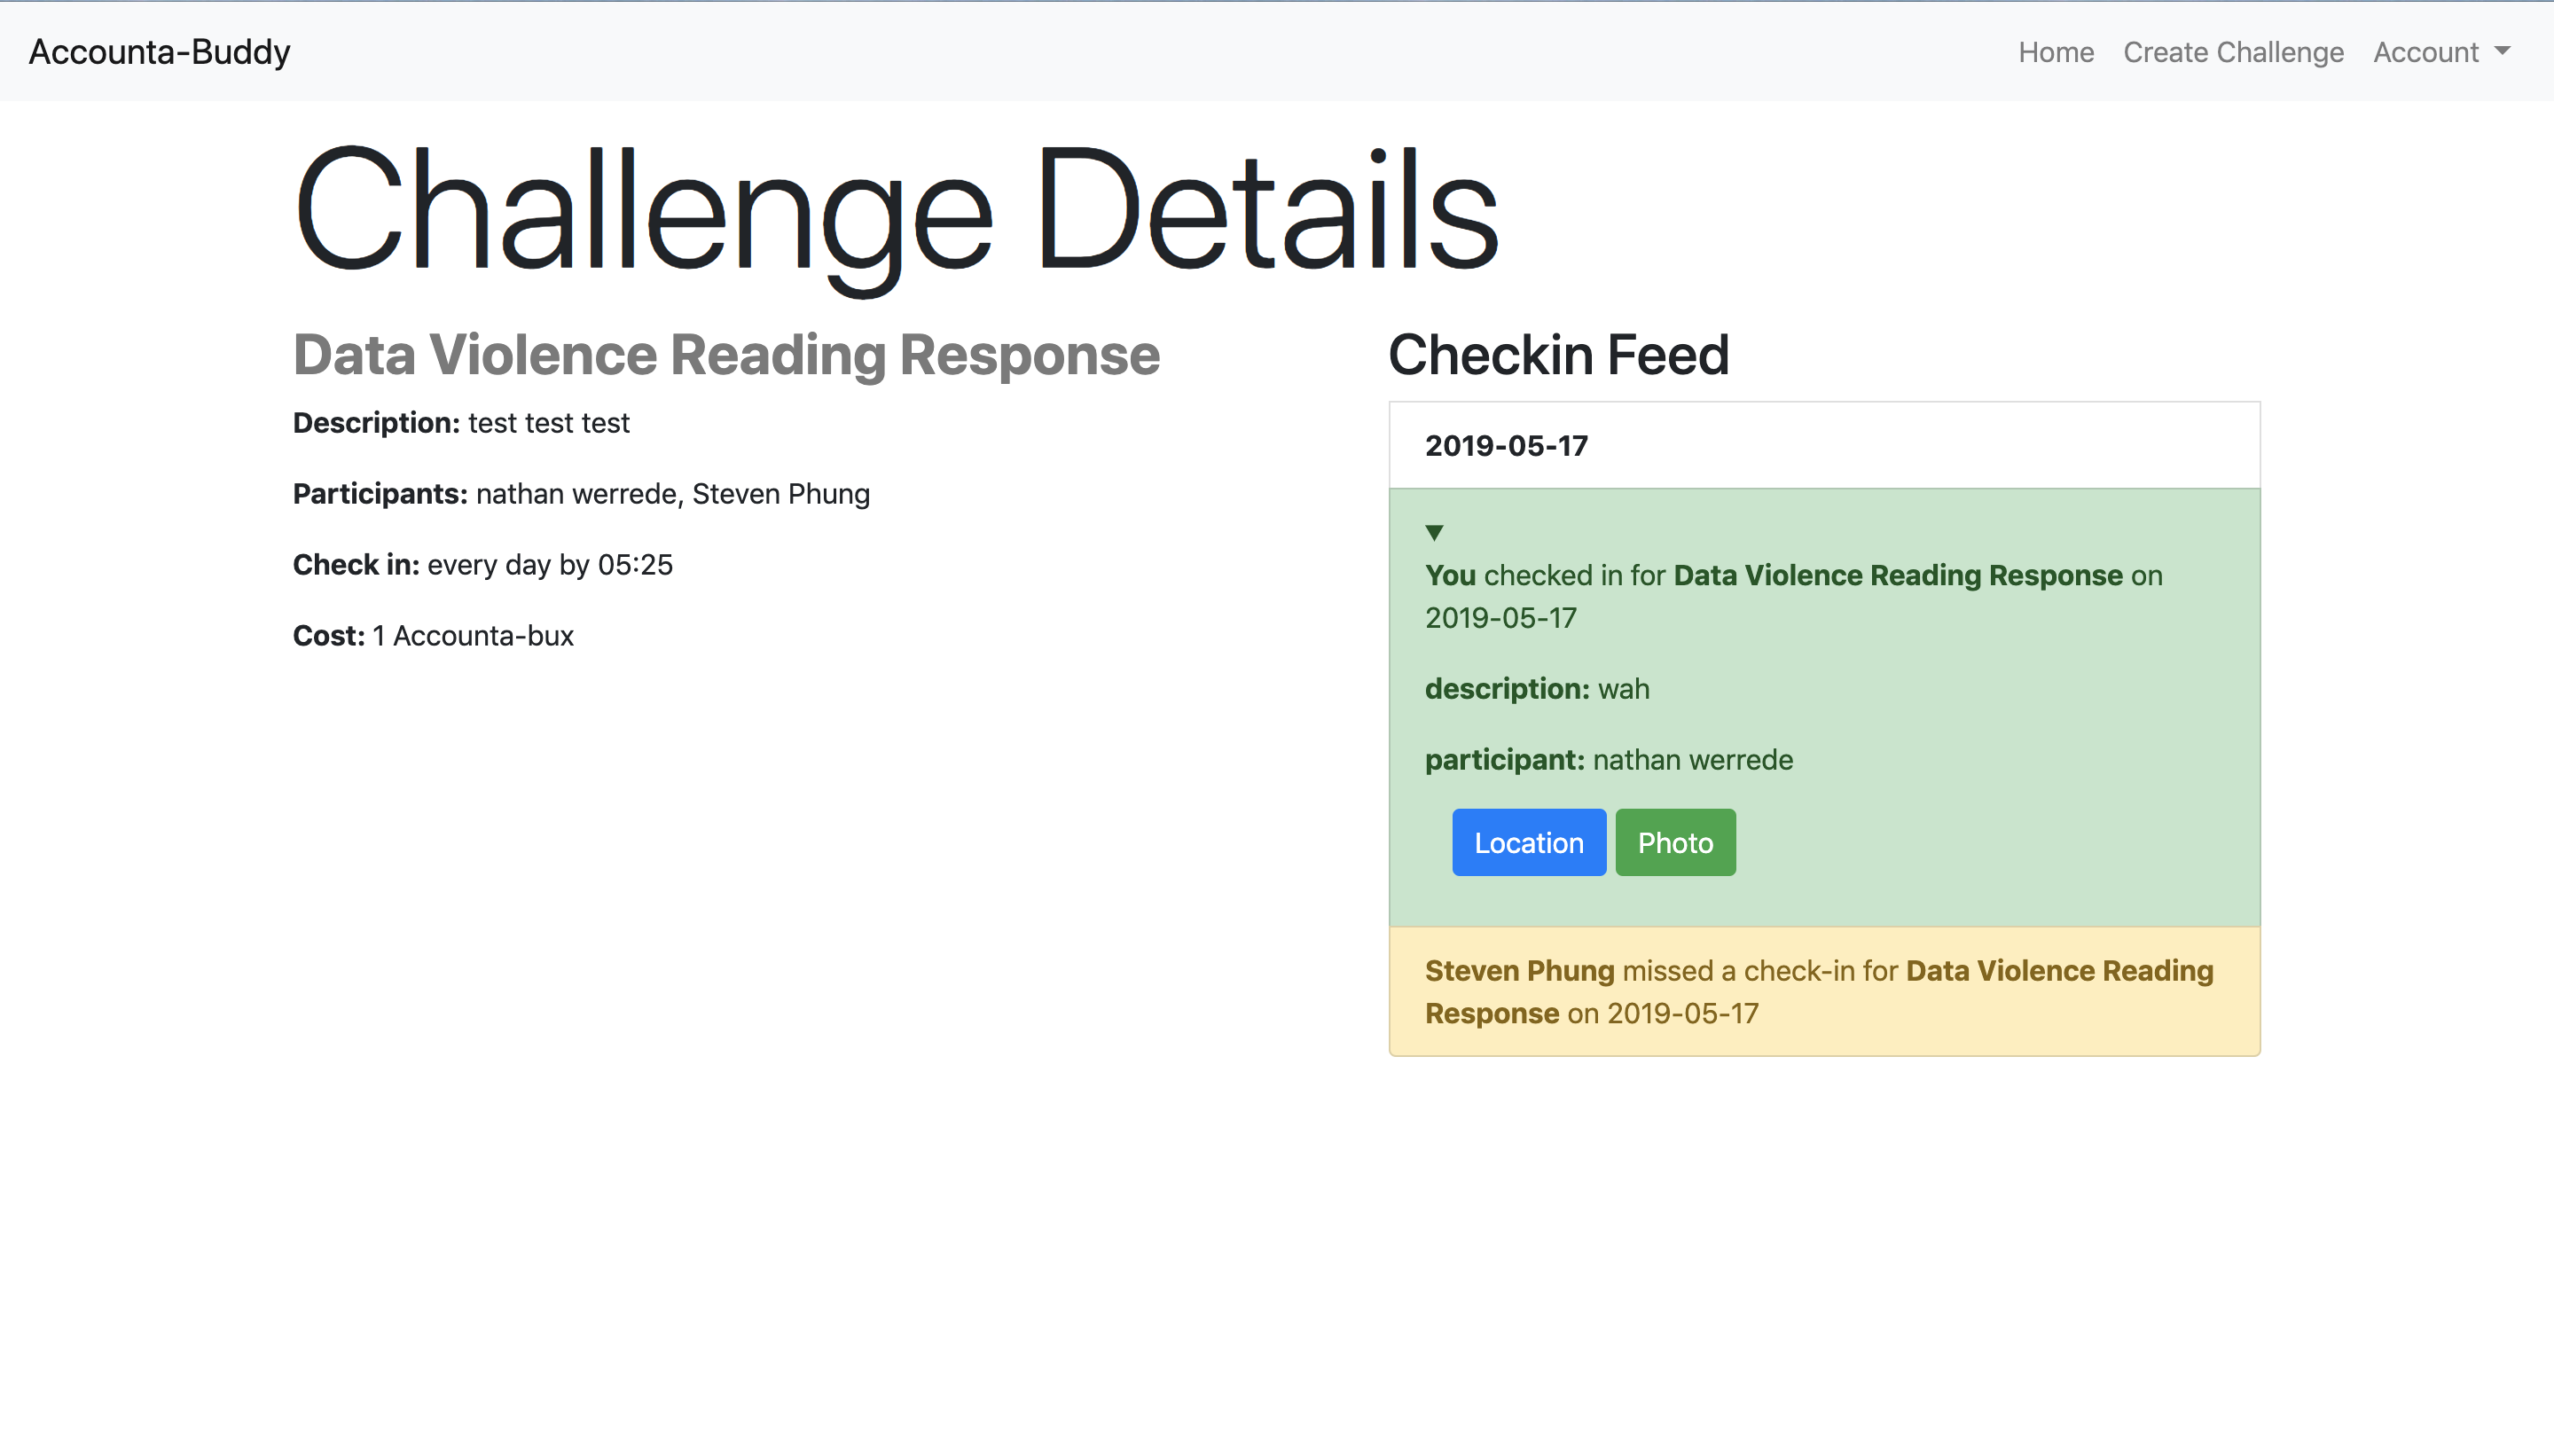 Accounta-Buddy
Home Create Challenge Account
Challenge Details
Data Violence Reading Response
Description: test test test
Participants: nathan werrede, Steven Phung
Check in: every day by 05:25
Cost: 1 Accounta-bux
Checkin Feed
2019-05-17
You checked in for Data Violence Reading Response on
2019-05-17
description: wah
participant: nathan werrede
Location Photo
Steven Phung missed a check-in for Data Violence Reading
Response on 2019-05-17